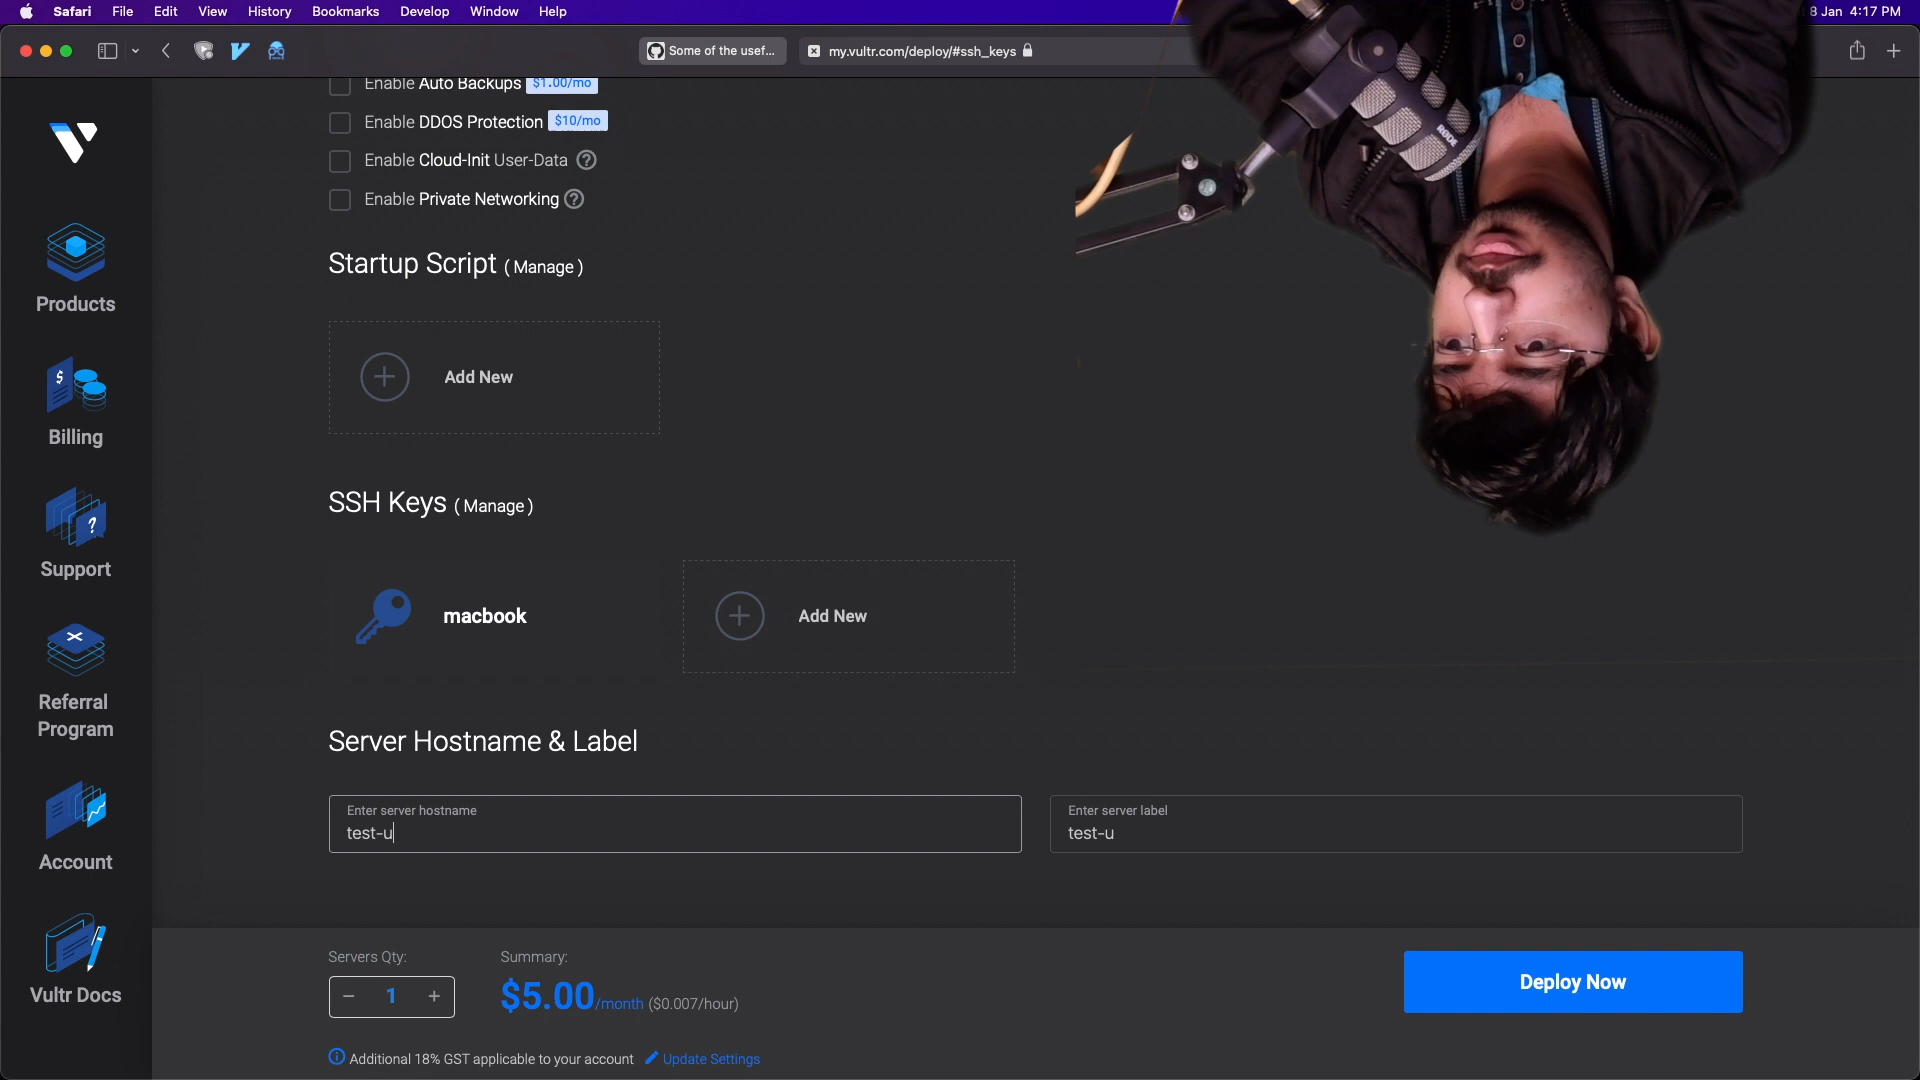 Safari File Edit View History Bookmarks Develop Window Help
8 Jan 4:17 PM
Some of the usef...
my.vultr.com/deploy/#ssh_keys
Enable Auto Backups $1.00/mo
Enable DDOS Protection $10/mo
Enable Cloud-Init User-Data ?
Enable Private Networking ?
Startup Script ( Manage )
Add New
SSH Keys ( Manage )
macbook
Add New
Server Hostname & Label
Enter server hostname
test-u
Enter server label
test-u
Products
Billing
Support
Referral
Program
Account
Vultr Docs
Servers Qty:
− 1 +
Summary:
$5.00/month ($0.007/hour)
Deploy Now
Additional 18% GST applicable to your account Update Settings
RØDE